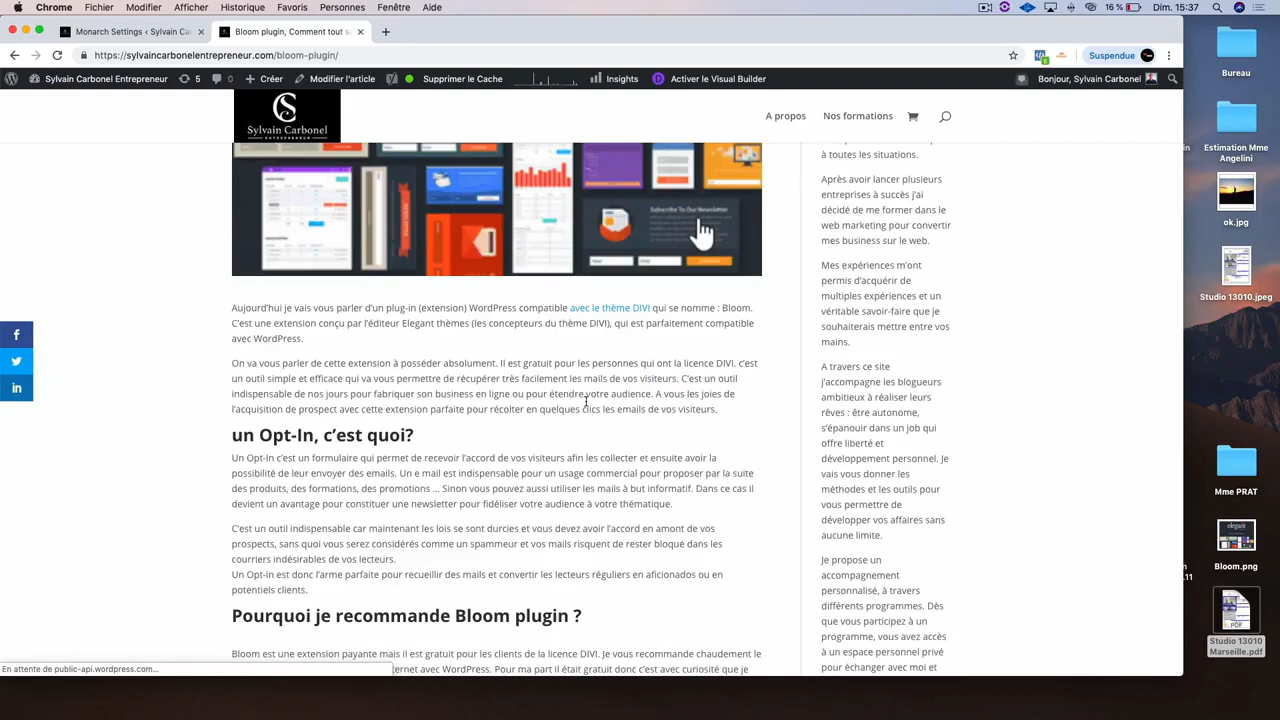 Chrome Fichier Modifier Afficher Historique Favoris Personnes Fenêtre Aide 16 % Dim. 15:37
Monarch Settings ‹ Sylvain Car
Bloom plugin, Comment tout s
https://sylvaincarbonelentrepreneur.com/bloom-plugin/
Suspendue
Sylvain Carbonel Entrepreneur 5 0 Créer Modifier l'article Supprimer le Cache Insights Activer le Visual Builder Bonjour, Sylvain Carbonel
Sylvain Carbonel
ENTREPRENEUR
A propos Nos formations
Subscribe To Our Newsletter
Aujourd'hui je vais vous parler d'un plug-in (extension) WordPress compatible avec le thème DIVI qui se nomme : Bloom.
C'est une extension conçu par l'éditeur Elegant thèmes (les concepteurs du thème DIVI), qui est parfaitement compatible
avec WordPress.
On va vous parler de cette extension à posséder absolument. Il est gratuit pour les personnes qui ont la licence DIVI. c'est
un outil simple et efficace qui va vous permettre de récupérer très facilement les mails de vos visiteurs. C'est un outil
indispensable de nos jours pour fabriquer son business en ligne ou pour étendre votre audience. A vous les joies de
l'acquisition de prospect avec cette extension parfaite pour récolter en quelques clics les emails de vos visiteurs.
un Opt-In, c'est quoi?
Un Opt-In c'est un formulaire qui permet de recevoir l'accord de vos visiteurs afin les collecter et ensuite avoir la
possibilité de leur envoyer des emails. Un e mail est indispensable pour un usage commercial pour proposer par la suite
des produits, des formations, des promotions ... Sinon vous pouvez aussi utiliser les mails à but informatif. Dans ce cas il
devient un avantage pour constituer une newsletter pour fidéliser votre audience à votre thématique.
C'est un outil indispensable car maintenant les lois se sont durcies et vous devez avoir l'accord en amont de vos
prospects, sans quoi vous serez considérés comme un spammeur et vos mails risquent de rester bloqué dans les
courriers indésirables de vos lecteurs.
Un Opt-in est donc l'arme parfaite pour recueillir des mails et convertir les lecteurs réguliers en aficionados ou en
potentiels clients.
Pourquoi je recommande Bloom plugin ?
Bloom est une extension payante mais il est gratuit pour les clients de la licence DIVI. Je vous recommande chaudement le
ternet avec WordPress. Pour ma part il était gratuit donc c'est avec curiosité que je
En attente de public-api.wordpress.com...
à toutes les situations.
Après avoir lancer plusieurs
entreprises à succès j'ai
décidé de me former dans le
web marketing pour convertir
mes business sur le web.
Mes expériences m'ont
permis d'acquérir de
multiples expériences et un
véritable savoir-faire que je
souhaiterais mettre entre vos
mains.
A travers ce site
j'accompagne les blogueurs
ambitieux à réaliser leurs
rêves : être autonome,
s'épanouir dans un job qui
offre liberté et
développement personnel. Je
vais vous donner les
méthodes et les outils pour
vous permettre de
développer vos affaires sans
aucune limite.
Je propose un
accompagnement
personnalisé, à travers
différents programmes. Dès
que vous participez à un
programme, vous avez accès
à un espace personnel privé
pour échanger avec moi et
Bureau
Estimation Mme
Angelini
ok.jpg
Studio 13010.jpeg
Mme PRAT
elegant
Bloom.png
.11
PDF
Studio 13010
Marseille.pdf